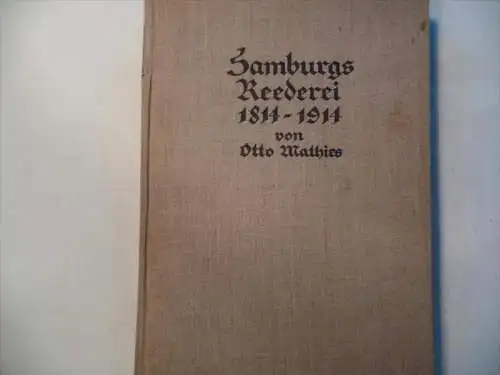 Hamburgs
Reederei
1814-1914
von
Otto Mathies